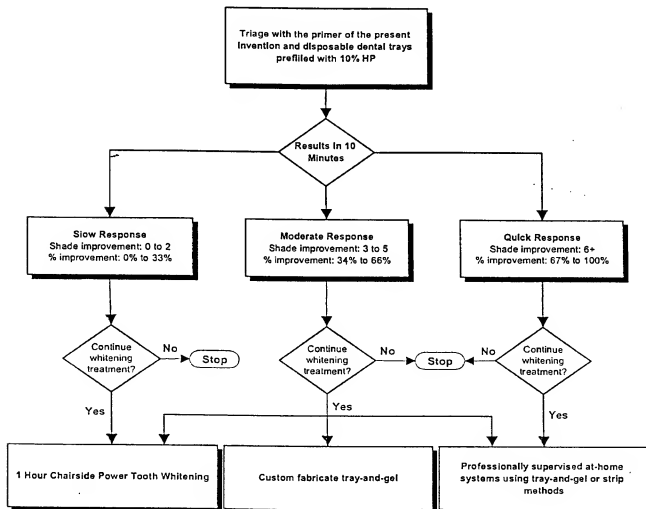 Triage with the primer of the present
Invention and disposable dental trays
prefilled with 10% HP
Results In 10
Minutes
Slow Response
Shade improvement: 0 to 2
% improvement: 0% to 33%
Moderate Response
Shade improvement: 3 to 5
% improvement: 34% to 66%
Quick Response
Shade improvement: 6+
% improvement: 67% to 100%
Continue
whitening
treatment?
No
Stop
Continue
whitening
treatment?
No
Stop
No
Continue
whitening
treatment?
Yes
Yes
Yes
1 Hour Chairside Power Tooth Whitening
Custom fabricate tray-and-gel
Professionally supervised at-home
systems using tray-and-gel or strip
methods